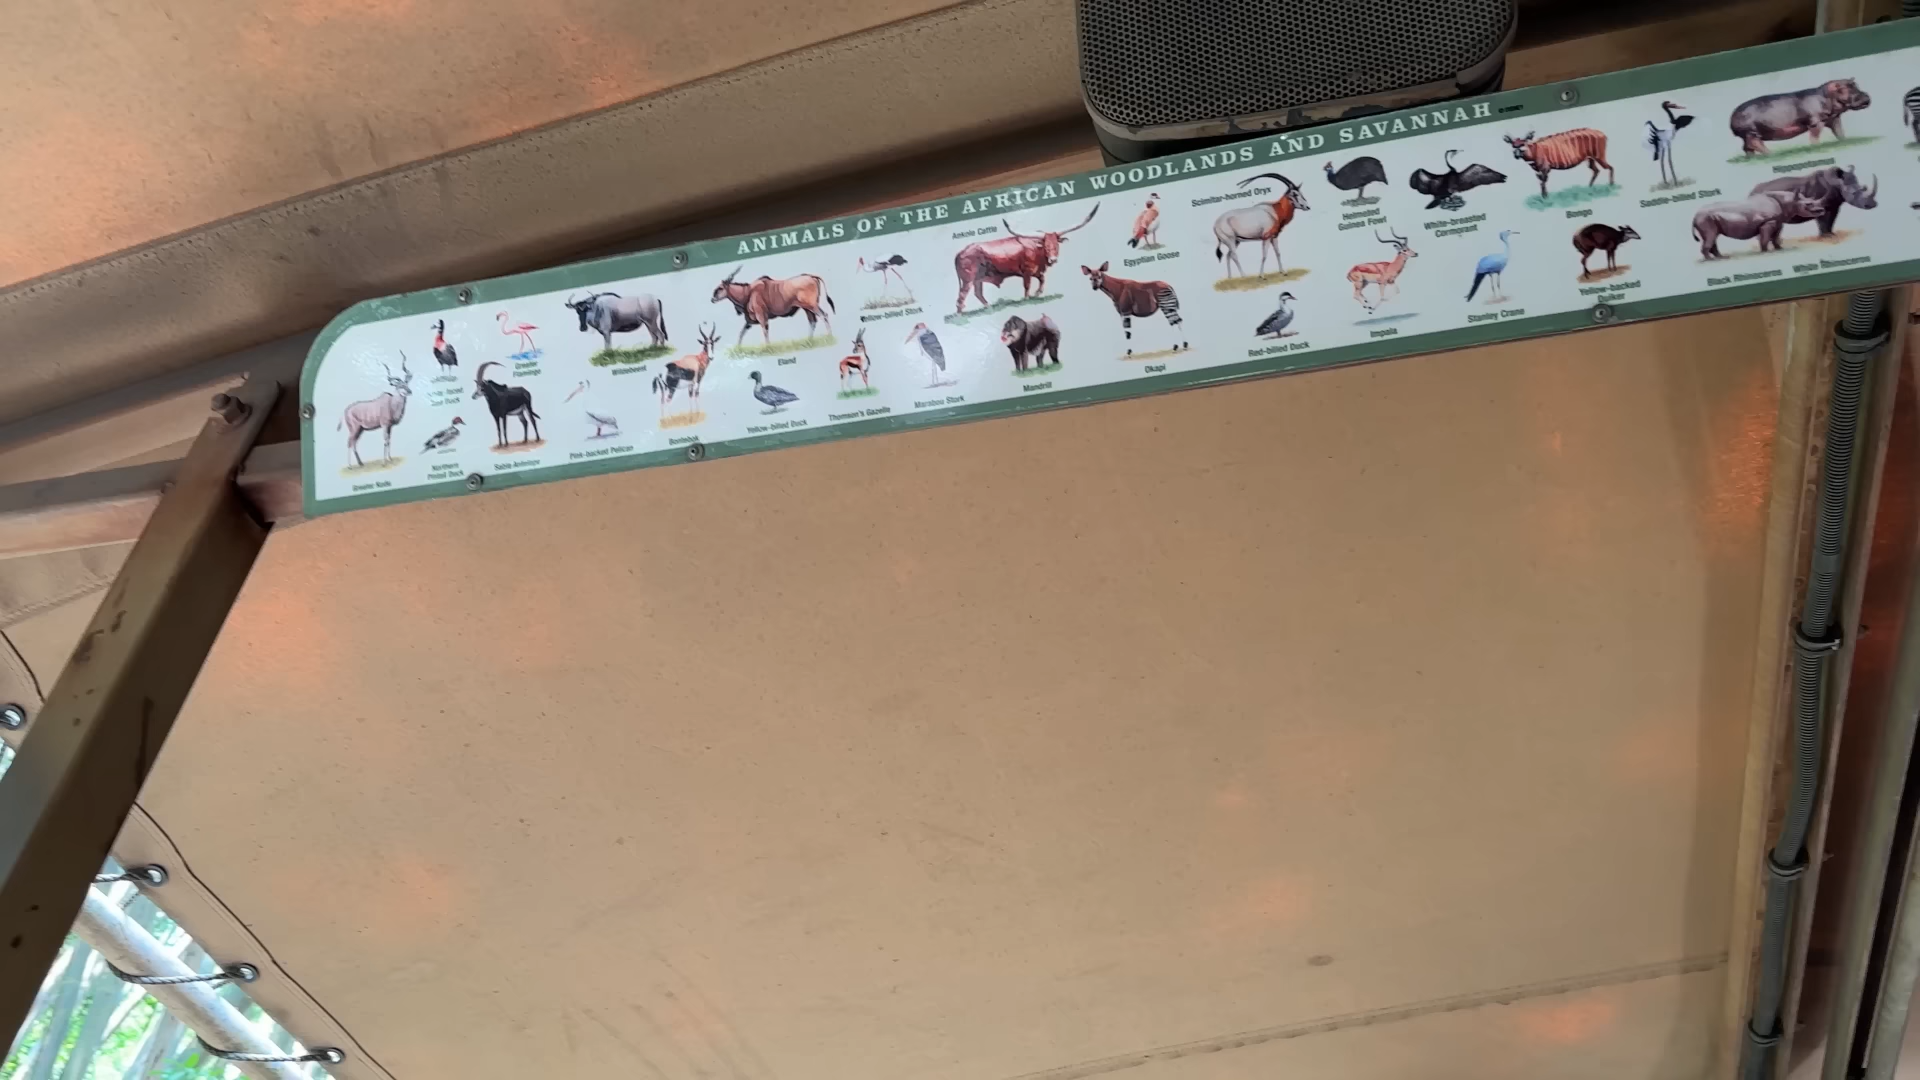 ANIMALS OF THE AFRICAN WOODLANDS AND SAVANNAH
Greater Kudu
Northern
Pintail Duck
Sable Antelope
Greater
Flamingo
Pink-backed Pelican
Wildebeest
Bontebok
Yellow-billed Duck
Eland
Thomson's Gazelle
Yellow-billed Stork
Marabou Stork
Ankole Cattle
Mandrill
Okapi
Egyptian Goose
Scimitar-horned Oryx
Red-billed Duck
Helmeted
Guinea Fowl
Impala
White-breasted
Cormorant
Stanley Crane
Bongo
Yellow-backed
Duiker
Saddle-billed Stork
Hippopotamus
Black Rhinoceros
White Rhinoceros